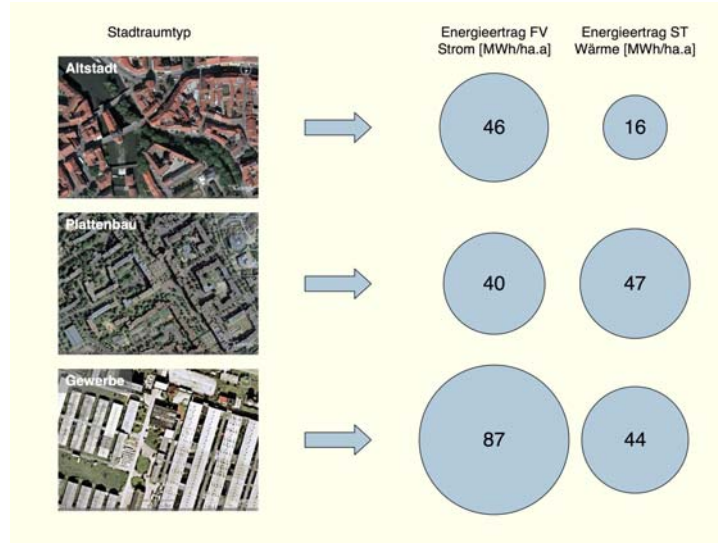 Stadtraumtyp
Energieertrag FV
Strom [MWh/ha.a]
Energieertrag ST
Wärme [MWh/ha.a]
Altstadt
46
16
Plattenbau
40
47
Gewerbe
87
44